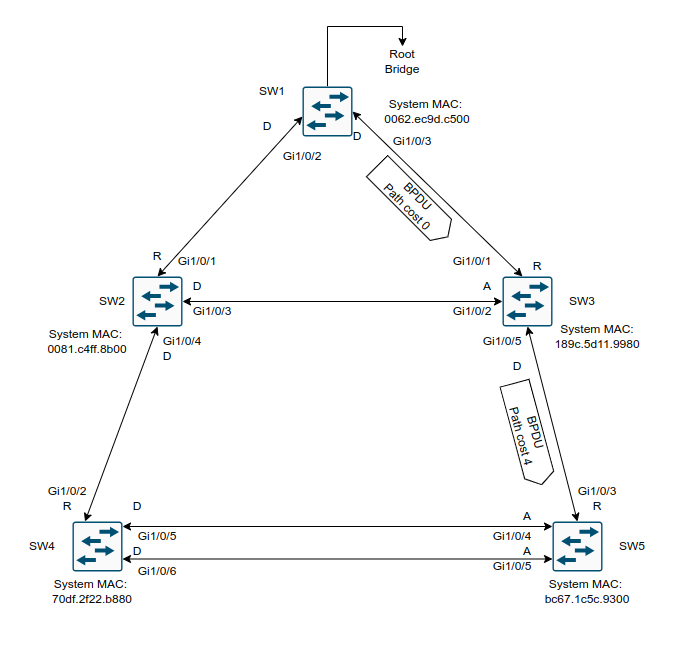 Root
Bridge
SW1
System MAC:
0062.ec9d.c500
D
D
Gi1/0/3
Gi1/0/2
BPDU
Path cost 0
R
Gi1/0/1
Gi1/0/1
R
D
A
SW2
SW3
Gi1/0/3
Gi1/0/2
System MAC:
0081.c4ff.8b00
System MAC:
189c.5d11.9980
Gi1/0/4
D
Gi1/0/5
D
BPDU
Path cost 4
Gi1/0/2
R
Gi1/0/3
R
D
A
Gi1/0/5
Gi1/0/4
SW4
SW5
D
A
Gi1/0/6
Gi1/0/5
System MAC:
70df.2f22.b880
System MAC:
bc67.1c5c.9300